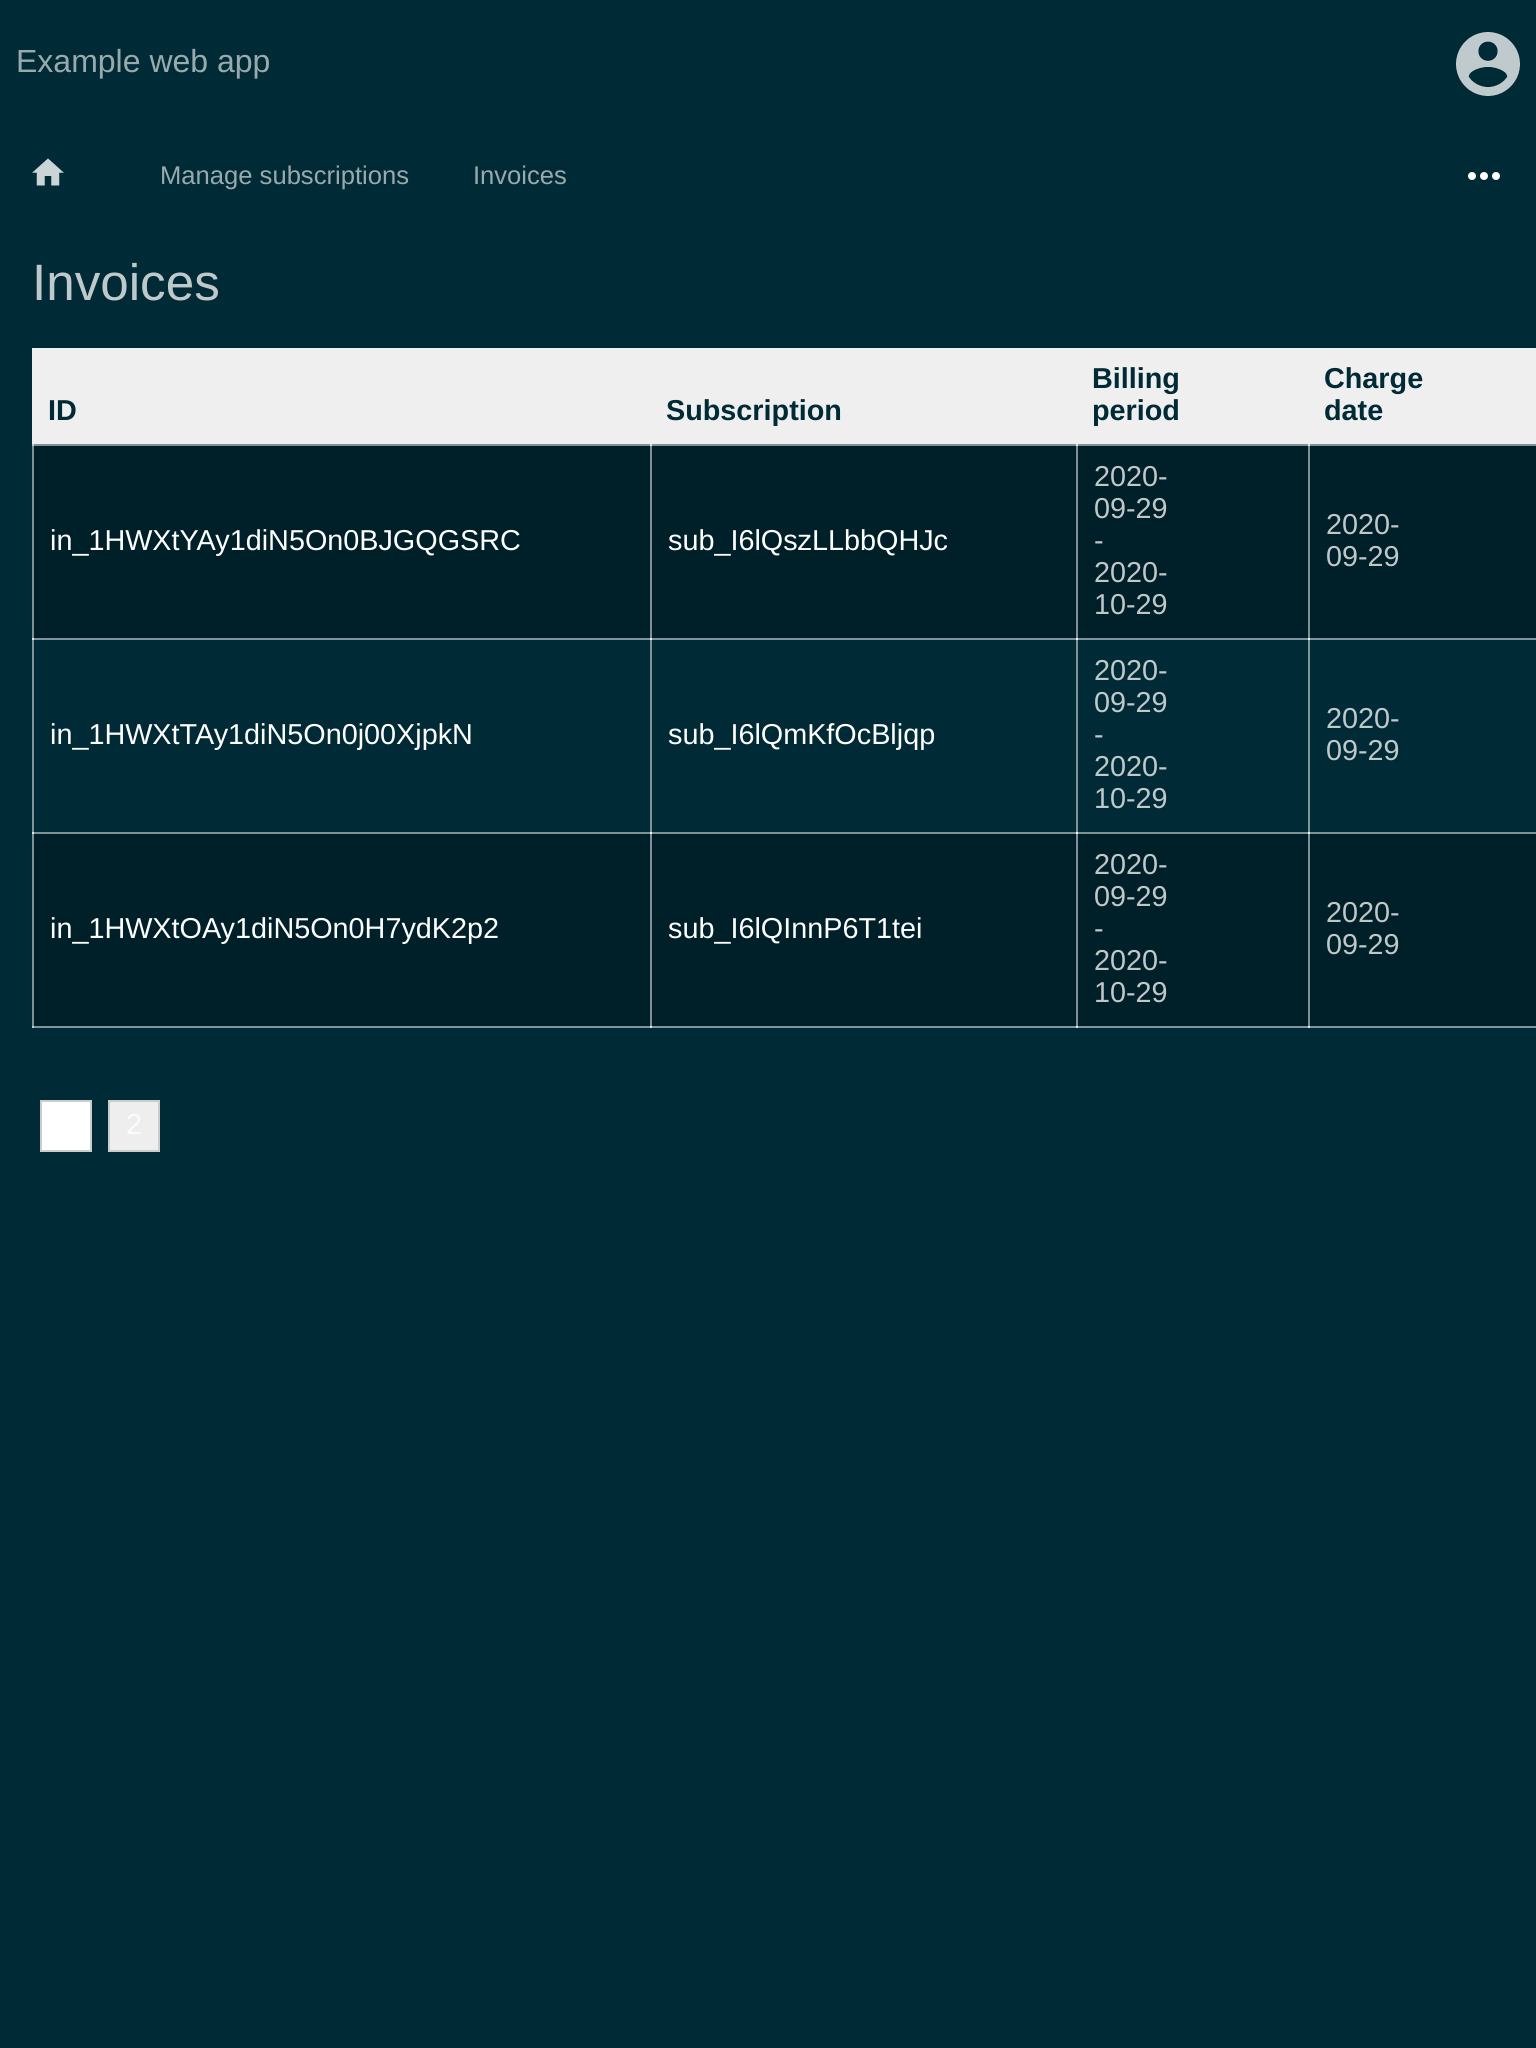 Example web app
Manage subscriptions Invoices
Invoices
ID Subscription Billing period Charge date
in_1HWXtYAy1diN5On0BJGQGSRC sub_I6lQszLLbbQHJc 2020-09-29 - 2020-10-29 2020-09-29
in_1HWXtTAy1diN5On0j00XjpkN sub_I6lQmKfOcBljqp 2020-09-29 - 2020-10-29 2020-09-29
in_1HWXtOAy1diN5On0H7ydK2p2 sub_I6lQInnP6T1tei 2020-09-29 - 2020-10-29 2020-09-29
2